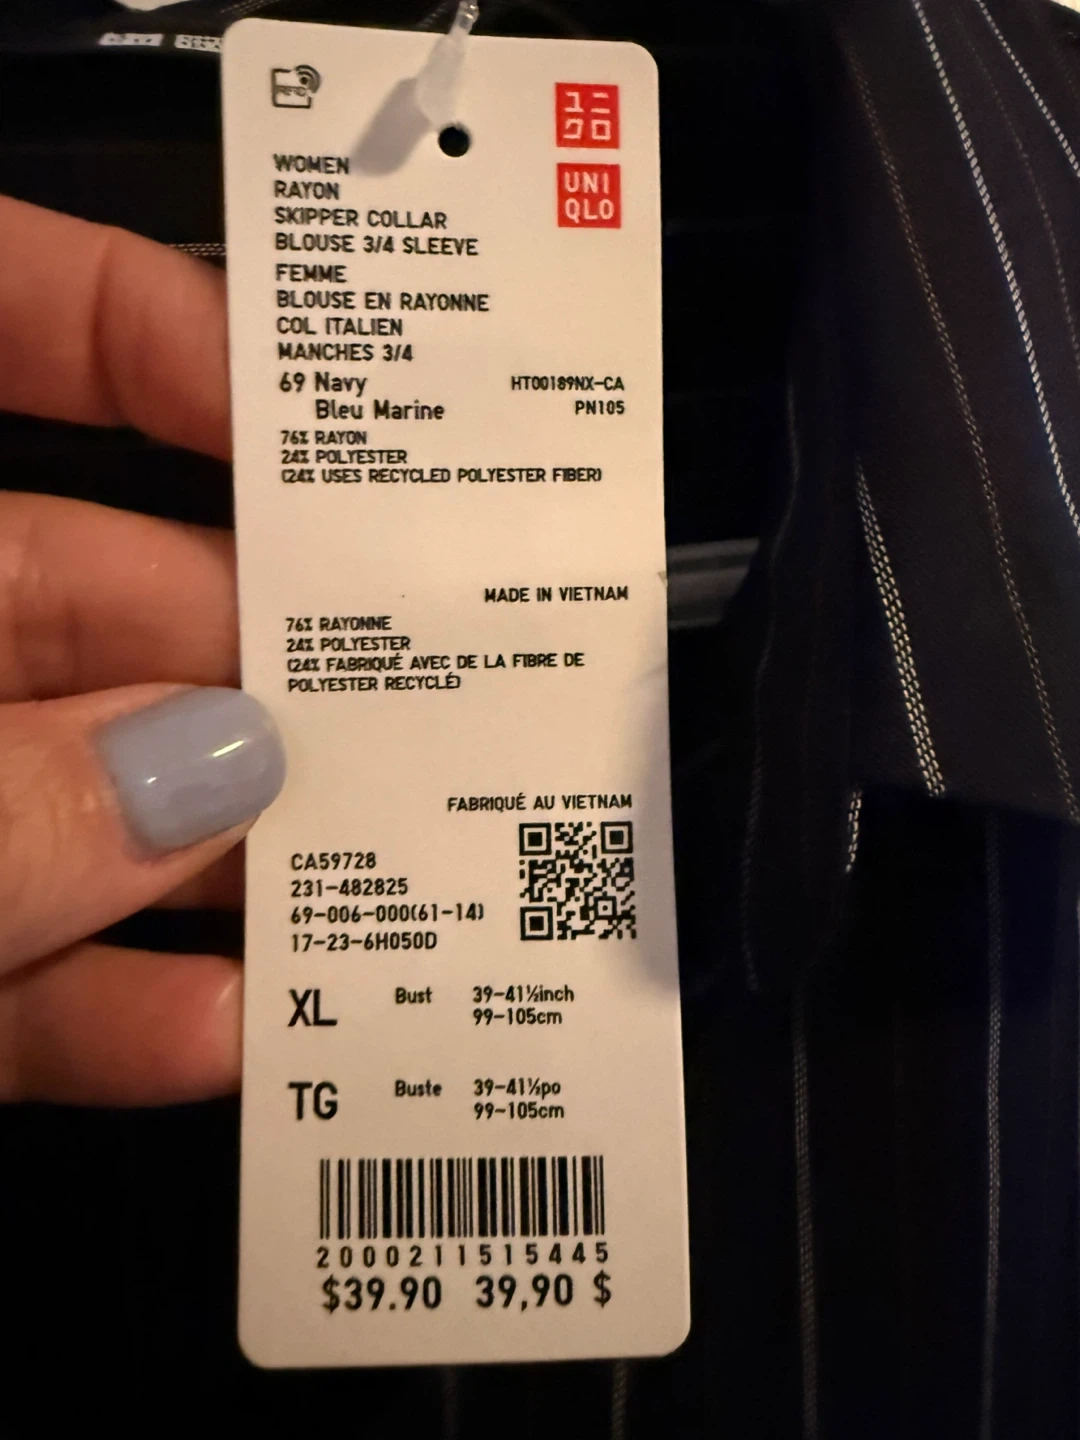 RFID
ユニ
クロ
UNI
QLO
WOMEN
RAYON
SKIPPER COLLAR
BLOUSE 3/4 SLEEVE
FEMME
BLOUSE EN RAYONNE
COL ITALIEN
MANCHES 3/4
69 Navy HT00189NX-CA
Bleu Marine PN105
76% RAYON
24% POLYESTER
(24% USES RECYCLED POLYESTER FIBER)
MADE IN VIETNAM
76% RAYONNE
24% POLYESTER
(24% FABRIQUÉ AVEC DE LA FIBRE DE
POLYESTER RECYCLÉ)
FABRIQUÉ AU VIETNAM
CA59728
231-482825
69-006-000(61-14)
17-23-6H050D
XL Bust 39-41½inch
99-105cm
TG Buste 39-41½po
99-105cm
2000211515445
$39.90 39,90 $